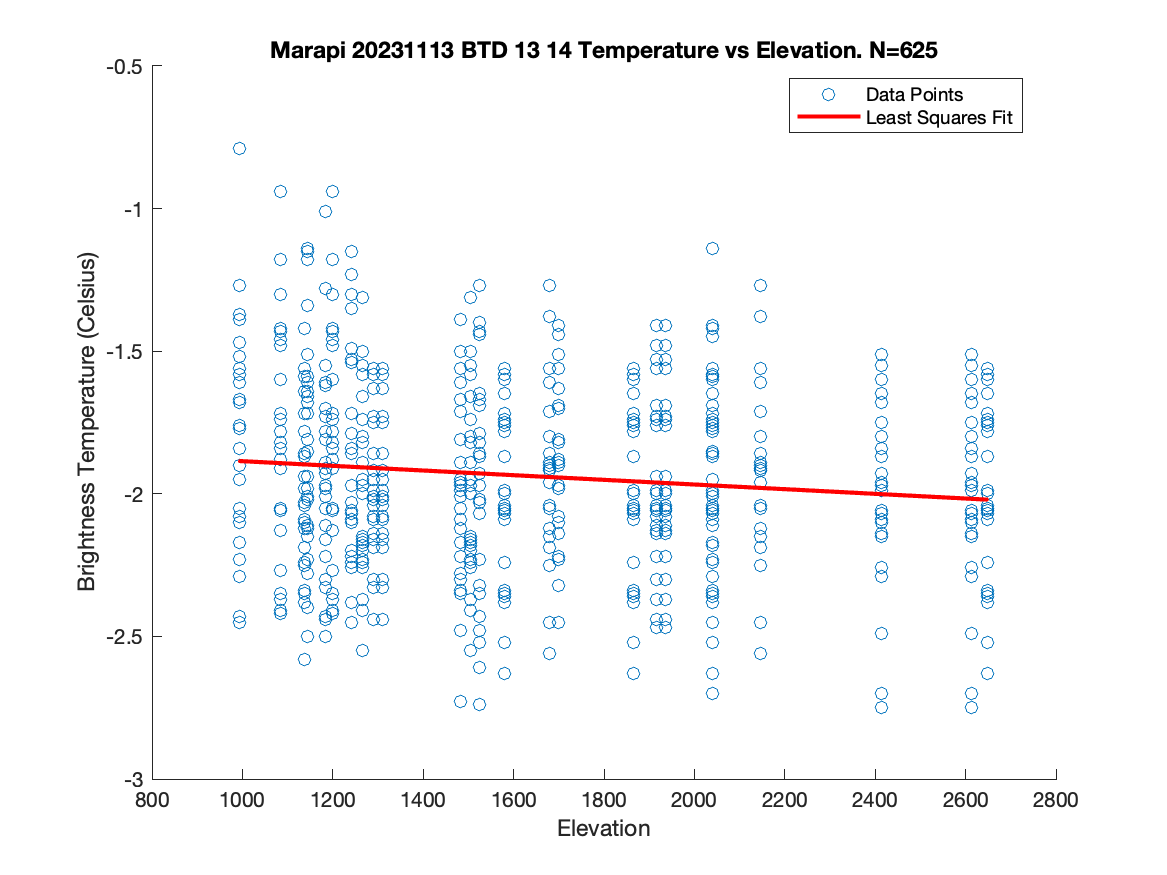 Marapi 20231113 BTD 13 14 Temperature vs Elevation. N=625
Data Points
Least Squares Fit
Brightness Temperature (Celsius)
-0.5
-1
-1.5
-2
-2.5
-3
800 1000 1200 1400 1600 1800 2000 2200 2400 2600 2800
Elevation